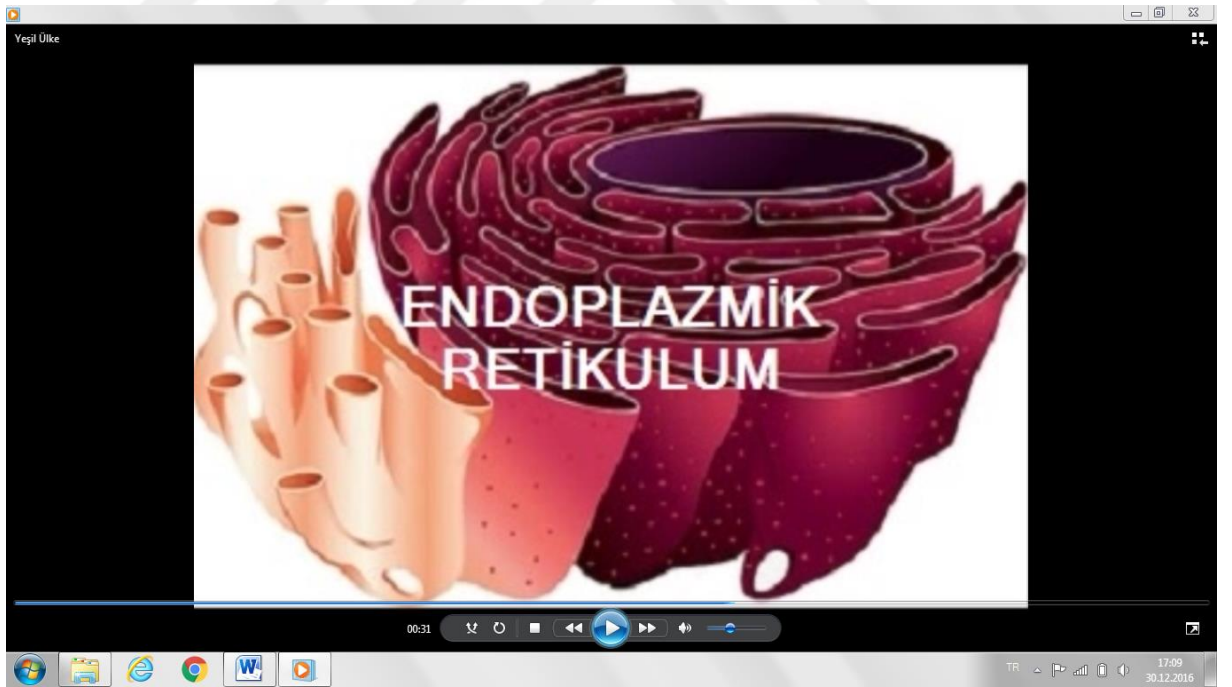 Yeşil Ülke
ENDOPLAZMİK
RETİKULUM
00:31
TR
17:09
30.12.2016